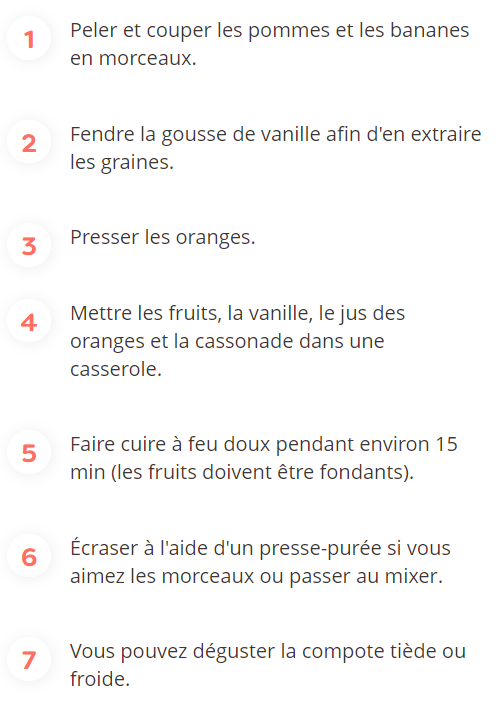 1
Peler et couper les pommes et les bananes
en morceaux.
2
Fendre la gousse de vanille afin d'en extraire
les graines.
3
Presser les oranges.
4
Mettre les fruits, la vanille, le jus des
oranges et la cassonade dans une
casserole.
5
Faire cuire à feu doux pendant environ 15
min (les fruits doivent être fondants).
6
Écraser à l'aide d'un presse-purée si vous
aimez les morceaux ou passer au mixer.
7
Vous pouvez déguster la compote tiède ou
froide.